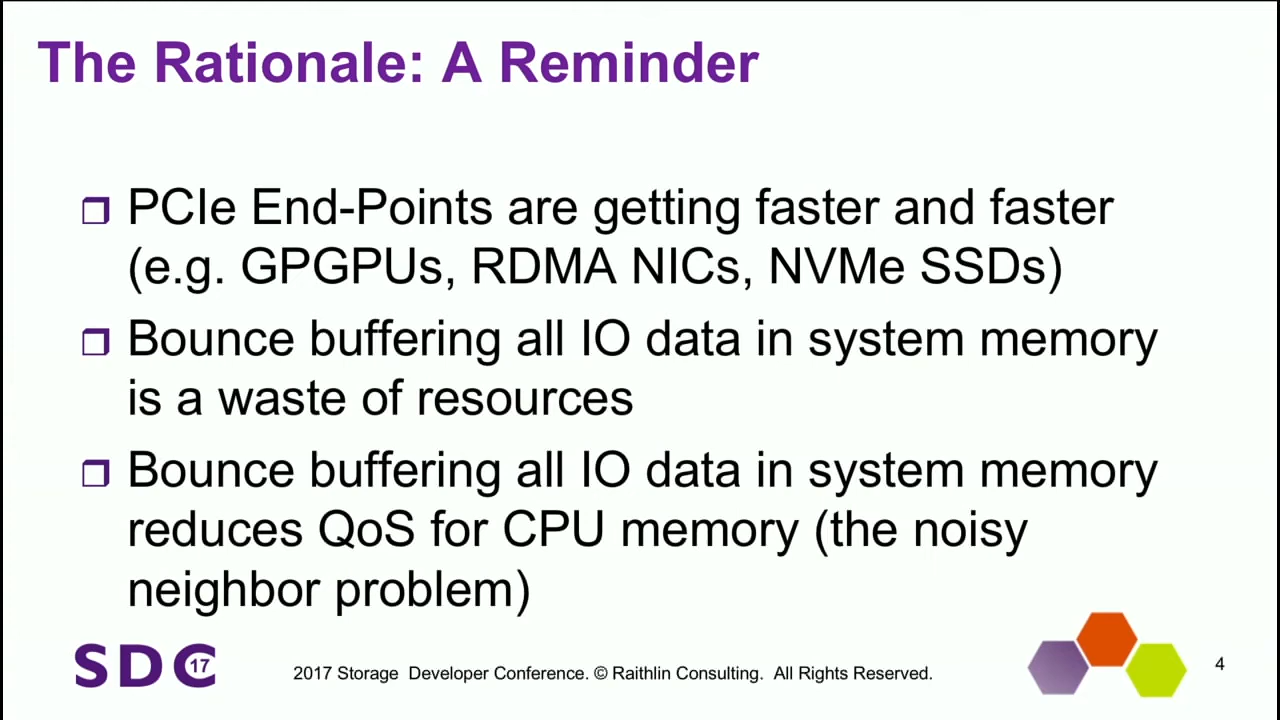 The Rationale: A Reminder
PCIe End-Points are getting faster and faster
(e.g. GPGPUs, RDMA NICs, NVMe SSDs)
Bounce buffering all IO data in system memory
is a waste of resources
Bounce buffering all IO data in system memory
reduces QoS for CPU memory (the noisy
neighbor problem)
SDC 17
2017 Storage Developer Conference. © Raithlin Consulting. All Rights Reserved.
4